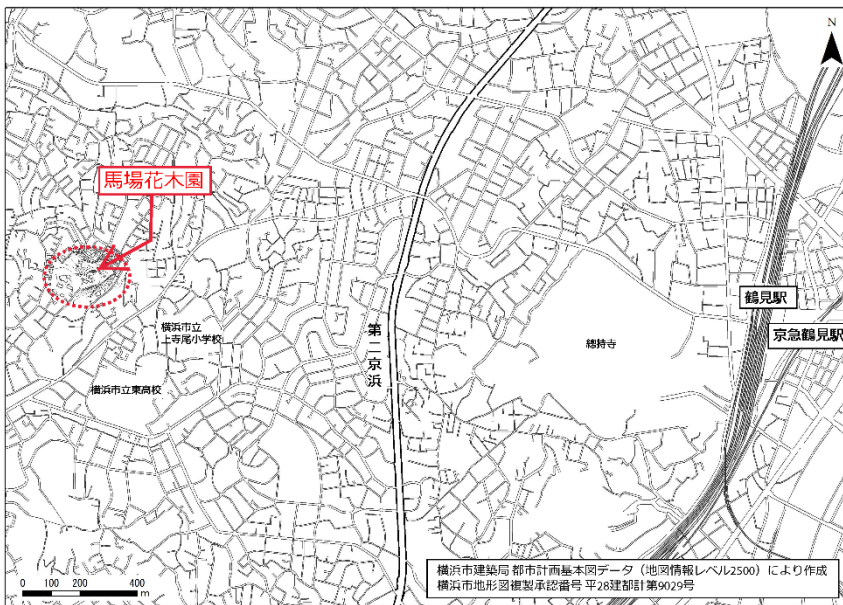 N
馬場花木園
鶴見駅
京急鶴見駅
横浜市立
上寺尾小学校
第二京浜
總持寺
横浜市立東高校
0 100 200 400
m
横浜市建築局 都市計画基本図データ（地図情報レベル2500）により作成
横浜市地形図複製承認番号 平28建都計第9029号